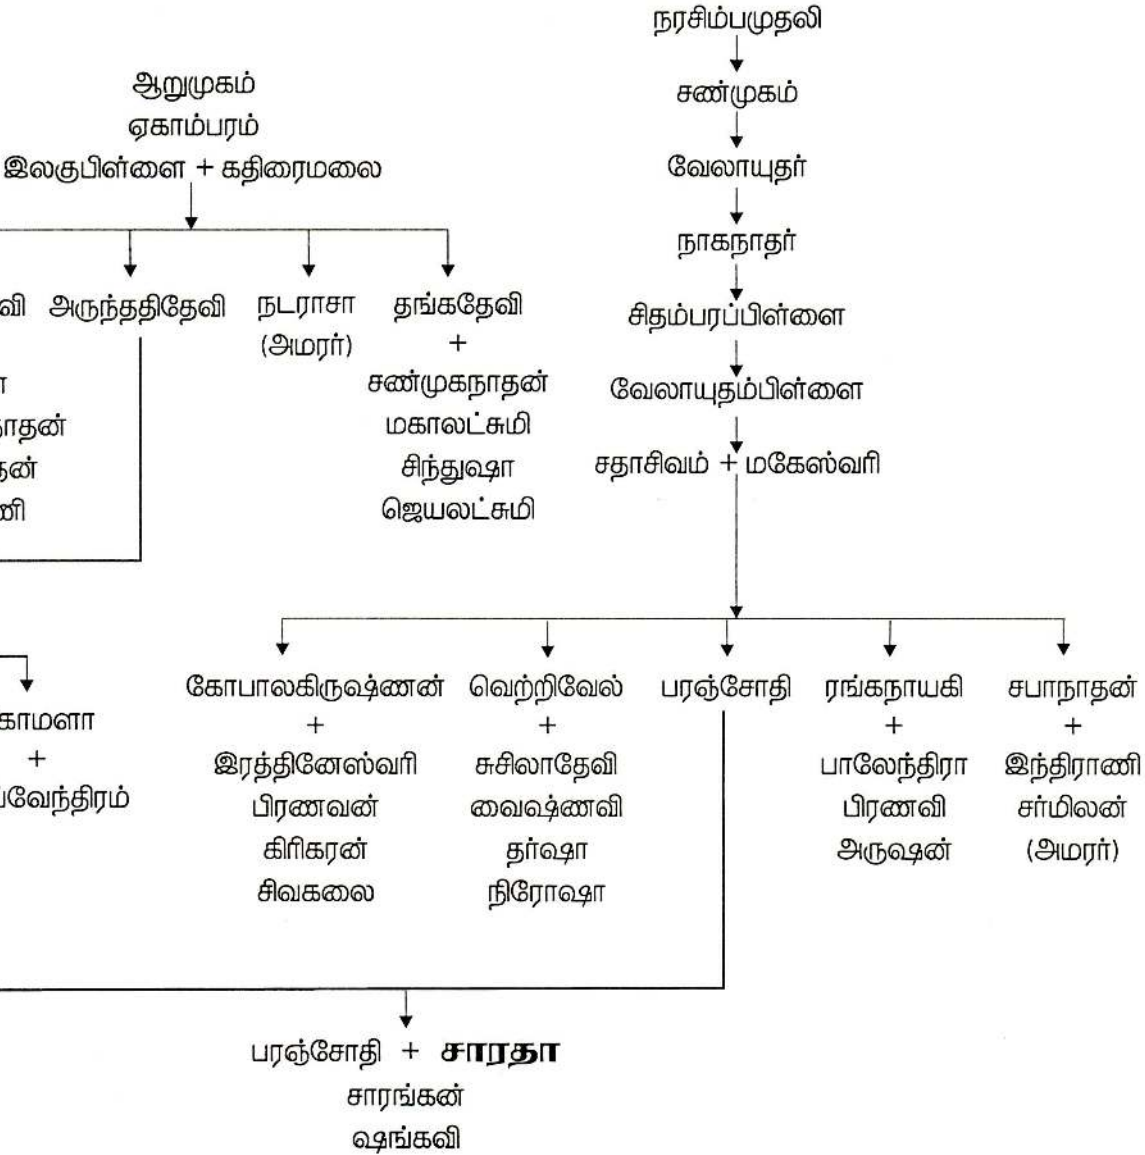 நரசிம்பமுதலி
சண்முகம்
வேலாயுதர்
நாகநாதர்
சிதம்பரப்பிள்ளை
வேலாயுதம்பிள்ளை
சதாசிவம் + மகேஸ்வரி
ஆறுமுகம்
ஏகாம்பரம்
இலகுபிள்ளை + கதிரைமலை
அருந்ததிதேவி
நடராசா
(அமரர்)
தங்கதேவி
+
சண்முகநாதன்
மகாலட்சுமி
சிந்துஷா
ஜெயலட்சுமி
+
கோபாலகிருஷ்ணன்
+
இரத்தினேஸ்வரி
பிரணவன்
கிரிகரன்
சிவகலை
வெற்றிவேல்
+
சுசிலாதேவி
வைஷ்ணவி
தர்ஷா
நிரோஷா
பரஞ்சோதி
ரங்கநாயகி
+
பாலேந்திரா
பிரணவி
அருஷன்
சபாநாதன்
+
இந்திராணி
சர்மிலன்
(அமரர்)
பரஞ்சோதி + சாரதா
சாரங்கன்
ஷங்கவி